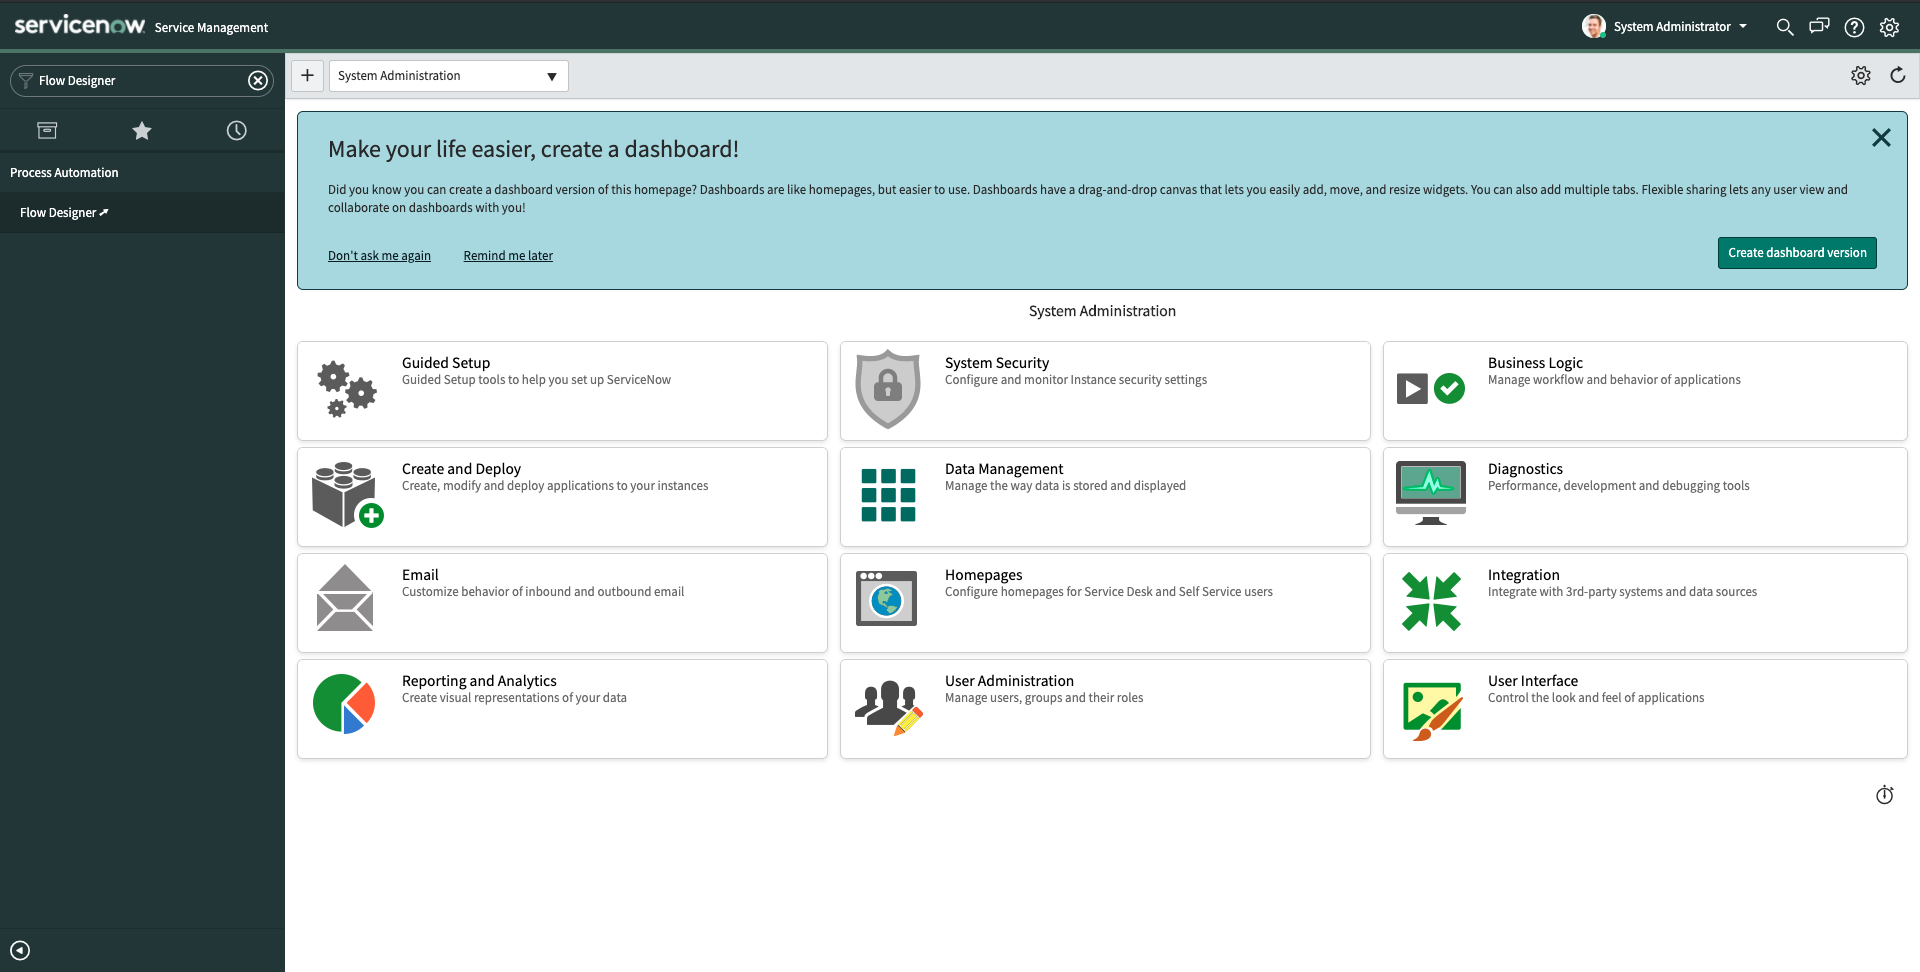 servicenow Service Management
System Administrator
Flow Designer
System Administration
Process Automation
Flow Designer
Make your life easier, create a dashboard!
Did you know you can create a dashboard version of this homepage? Dashboards are like homepages, but easier to use. Dashboards have a drag-and-drop canvas that lets you easily add, move, and resize widgets. You can also add multiple tabs. Flexible sharing lets any user view and
collaborate on dashboards with you!
Don't ask me again
Remind me later
Create dashboard version
System Administration
Guided Setup
Guided Setup tools to help you set up ServiceNow
System Security
Configure and monitor Instance security settings
Business Logic
Manage workflow and behavior of applications
Create and Deploy
Create, modify and deploy applications to your instances
Data Management
Manage the way data is stored and displayed
Diagnostics
Performance, development and debugging tools
Email
Customize behavior of inbound and outbound email
Homepages
Configure homepages for Service Desk and Self Service users
Integration
Integrate with 3rd-party systems and data sources
Reporting and Analytics
Create visual representations of your data
User Administration
Manage users, groups and their roles
User Interface
Control the look and feel of applications